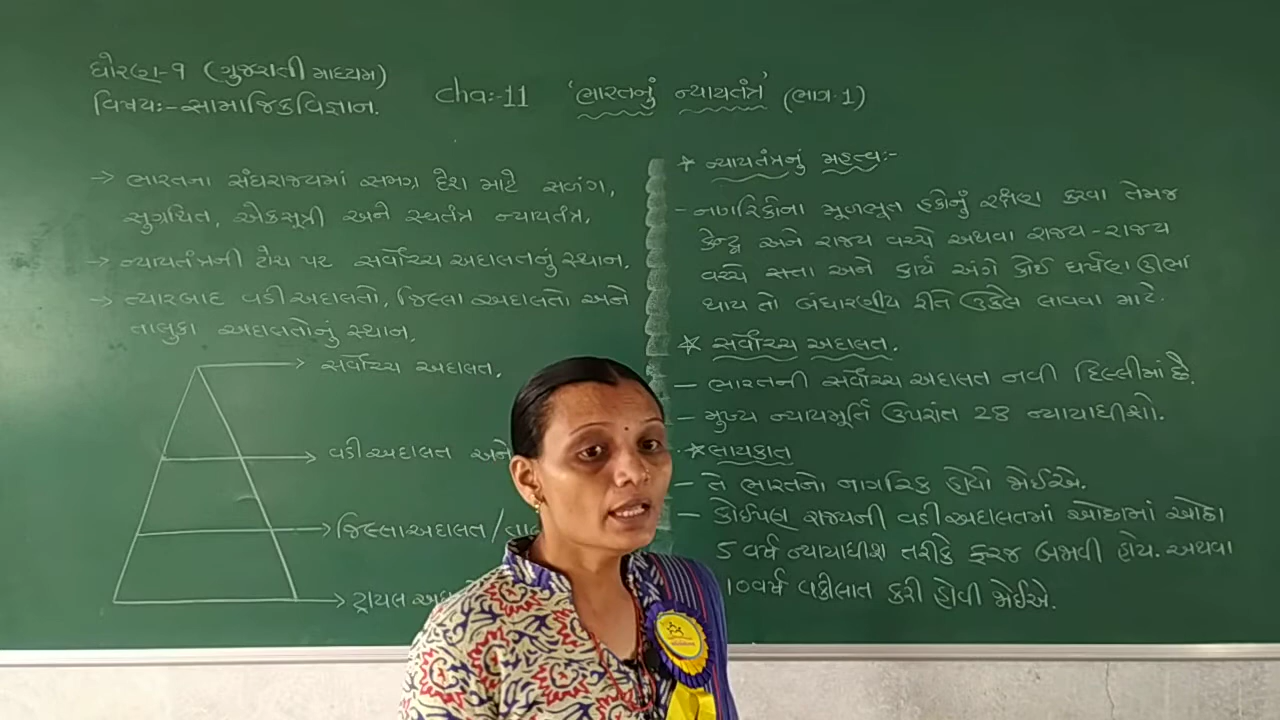 ધોરણ-૧ (ગુજરાતી માધ્યમ)
વિષય:-સામાજિકવિજ્ઞાન.
Cha:-11 'ભારતનું ન્યાયતંત્ર' (ભાગ-1)
→ ભારતના સંઘરાજ્યમાં સમગ્ર દેશ માટે સળંગ,
સુગ્રથિત, એકસૂત્રી અને સ્વતંત્ર ન્યાયતંત્ર.
→ ન્યાયતંત્રની ટોચ પર સર્વોચ્ચ અદાલતનું સ્થાન.
→ ત્યારબાદ વડીઅદાલતો, જિલ્લા અદાલતો અને
તાલુકા અદાલતોનું સ્થાન.
સર્વોચ્ચ અદાલત.
વડીઅદાલત અને
જિલ્લાઅદાલત/
ટ્રાયલ
* ન્યાયતંત્રનું મહત્વ:-
- નાગરિકોના મૂળભૂત હકોનું રક્ષણ કરવા તેમજ
કેન્દ્ર અને રાજ્ય વચ્ચે અથવા રાજ્ય-રાજ્ય
વચ્ચે સત્તા અને કાર્ય અંગે કોઈ ઘર્ષણ ઊભા
થાય તો બંધારણીય રીતે ઉકેલ લાવવા માટે.
* સર્વોચ્ચ અદાલત.
- ભારતની સર્વોચ્ચ અદાલત નવી દિલ્લીમાં છે.
- મુખ્ય ન્યાયમૂર્તિ ઉપરાંત 28 ન્યાયાધીશો.
* લાયકાત
- તે ભારતનો નાગરિક હોવો જોઈએ.
- કોઈપણ રાજ્યની વડીઅદાલતમાં ઓછામાં ઓછા
5 વર્ષ ન્યાયાધીશ તરીકે ફરજ બજાવી હોય. અથવા
10વર્ષ વકીલાત કરી હોવી જોઈએ.